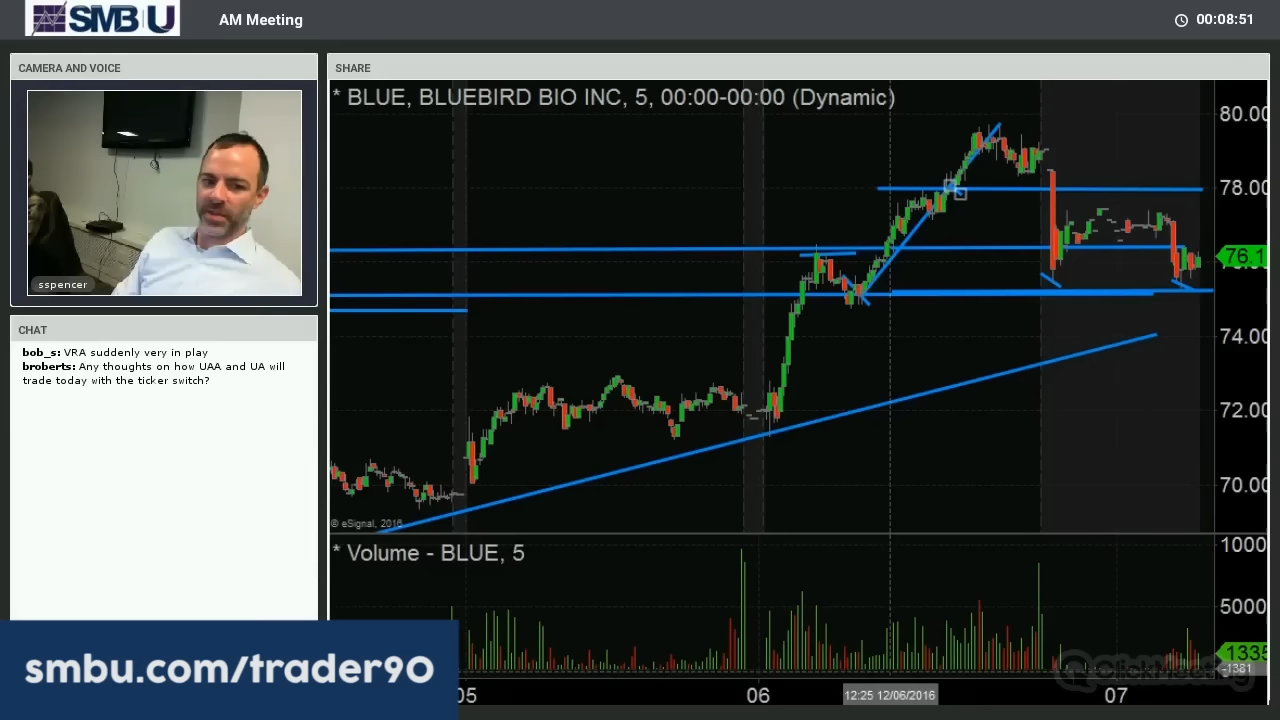 SMB U
AM Meeting
00:08:51
CAMERA AND VOICE
SHARE
sspencer
CHAT
bob_s: VRA suddenly very in play
broberts: Any thoughts on how UAA and UA will
trade today with the ticker switch?
* BLUE, BLUEBIRD BIO INC, 5, 00:00-00:00 (Dynamic)
80.00
78.00
76.1
74.00
72.00
70.00
© eSignal, 2016
* Volume - BLUE, 5
1000
5000
1335
-1381
ClickMeeting
05
06
12:25 12/06/2016
07
smbu.com/trader90